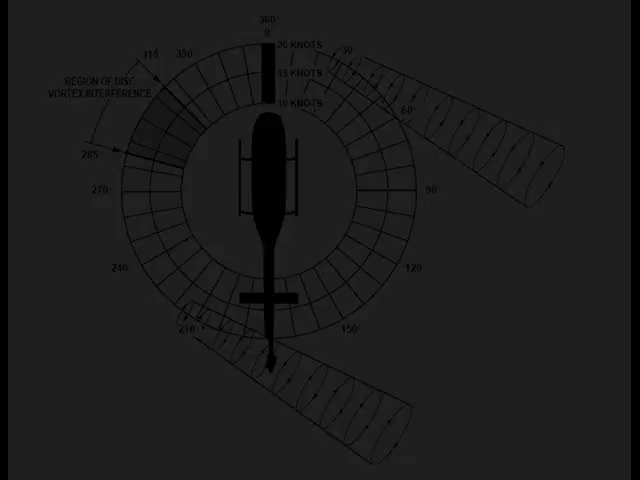 360°
0
20 KNOTS
30
315°
330
15 KNOTS
REGION OF DISC
VORTEX INTERFERENCE
10 KNOTS
60°
285°
270
90°
240°
120°
210
150°